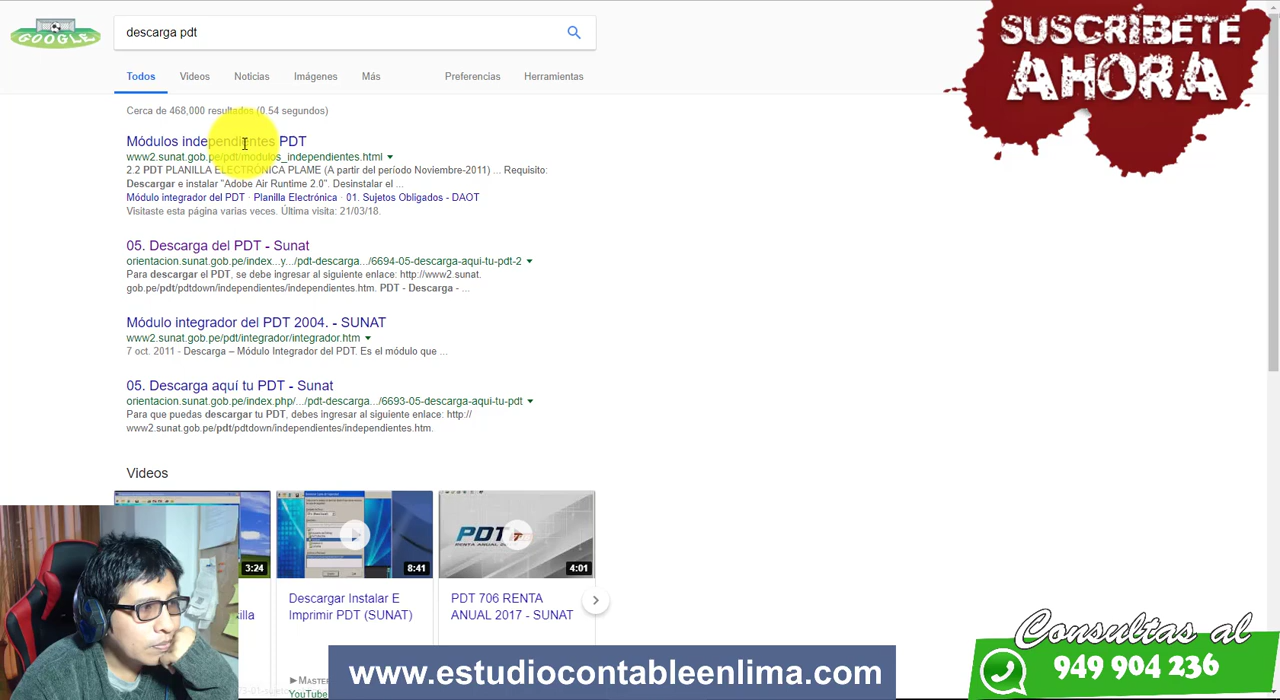 GOOGLE
descarga pdt
Todos
Videos
Noticias
Imágenes
Más
Preferencias
Herramientas
Cerca de 468,000 resultados (0.54 segundos)
Módulos independientes PDT
www2.sunat.gob.pe/pdt/modulos_independientes.html
2.2 PDT PLANILLA ELECTRÓNICA PLAME (A partir del período Noviembre-2011) ... Requisito:
Descargar e instalar "Adobe Air Runtime 2.0". Desinstalar el ...
Módulo integrador del PDT · Planilla Electrónica · 01. Sujetos Obligados - DAOT
Visitaste esta página varias veces. Última visita: 21/03/18.
05. Descarga del PDT - Sunat
orientacion.sunat.gob.pe/index...y.../pdt-descarga.../6694-05-descarga-aqui-tu-pdt-2
Para descargar el PDT, se debe ingresar al siguiente enlace: http://www2.sunat.
gob.pe/pdt/pdtdown/independientes/independientes.htm. PDT - Descarga - ...
Módulo integrador del PDT 2004. - SUNAT
www2.sunat.gob.pe/pdt/integrador/integrador.htm
7 oct. 2011 - Descarga – Módulo Integrador del PDT. Es el módulo que ...
05. Descarga aquí tu PDT - Sunat
orientacion.sunat.gob.pe/index.php/.../pdt-descarga.../6693-05-descarga-aqui-tu-pdt
Para que puedas descargar tu PDT, debes ingresar al siguiente enlace: http://
www2.sunat.gob.pe/pdt/pdtdown/independientes/independientes.htm.
Videos
3:24
8:41
PDT
4:01
Descargar Instalar E
Imprimir PDT (SUNAT)
PDT 706 RENTA
ANUAL 2017 - SUNAT
YouTube
SUSCRÍBETE
AHORA
www.estudiocontableenlima.com
Consultas al
949 904 236